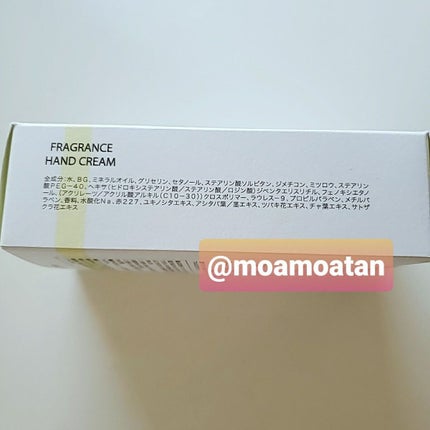 FRAGRANCE
HAND CREAM
全成分:水、BG、ミネラルオイル、グリセリン、セタノール、ステアリン酸ソルビタン、ジメチコン、ミツロウ、ステアリン
酸PEG-40、ヘキサ(ヒドロキシステアリン酸/ステアリン酸/ロジン酸)ジペンタエリスリチル、フェノキシエタノ
ール、(アクリレーツ/アクリル酸アルキル(C10-30))クロスポリマー、ラウレス-9、プロピルパラベン、メチルパ
ラベン、香料、水酸化Na、赤227、ユキノシタエキス、アシタバ葉/茎エキス、ツバキ花エキス、チャ葉エキス、サトザ
クラ花エキス
@moamoatan